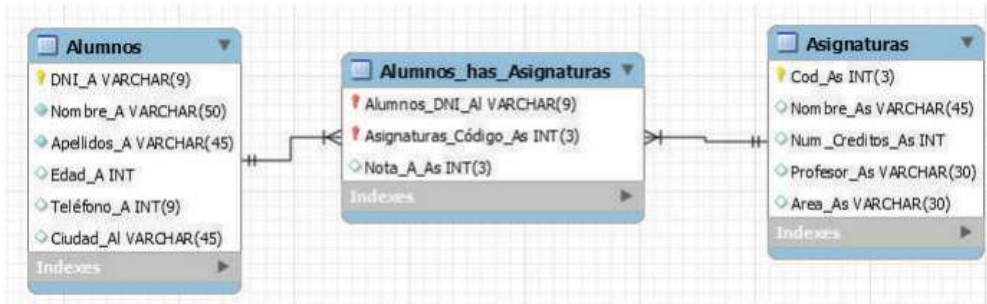 Alumnos
DNI_A VARCHAR(9)
Nombre_A VARCHAR(50)
Apellidos_A VARCHAR(45)
Edad_A INT
Teléfono_A INT(9)
Ciudad_Al VARCHAR(45)
Indexes
Alumnos_has_Asignaturas
Alumnos_DNI_Al VARCHAR(9)
Asignaturas_Código_As INT(3)
Nota_A_As INT(3)
Indexes
Asignaturas
Cod_As INT(3)
Nombre_As VARCHAR(45)
Num_Creditos_As INT
Profesor_As VARCHAR(30)
Area_As VARCHAR(30)
Indexes